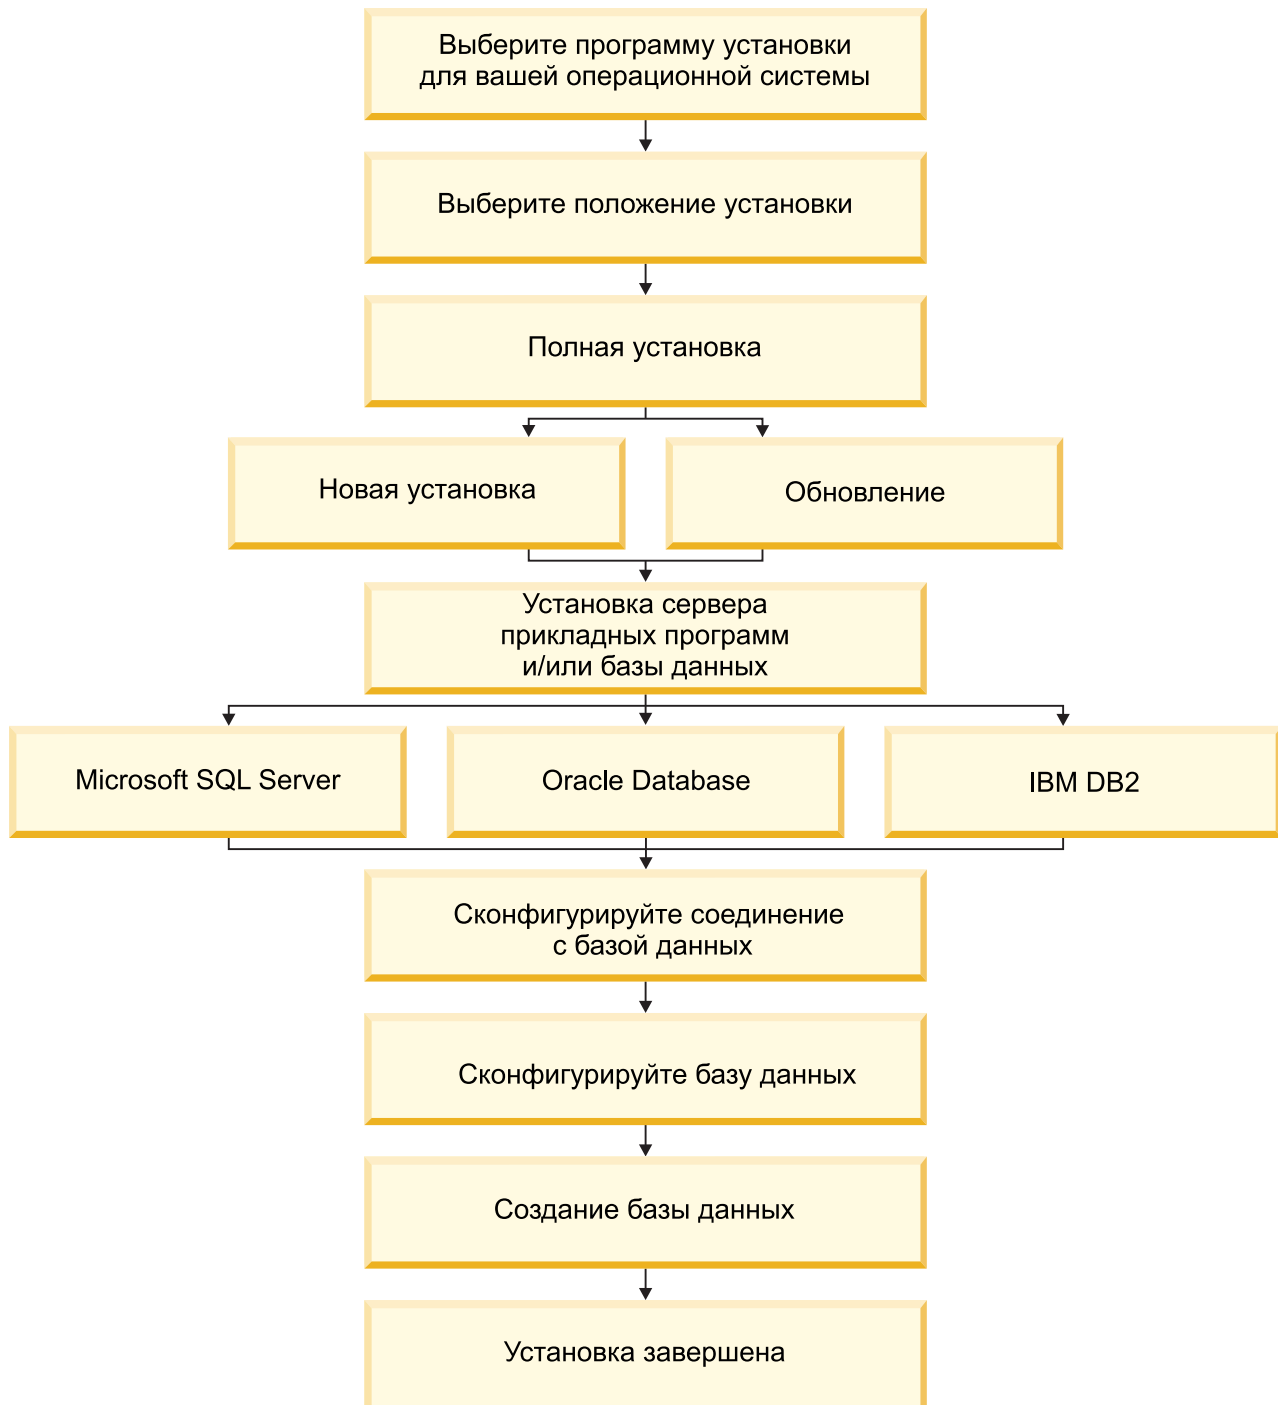 Выберите программу установки
для вашей операционной системы
Выберите положение установки
Полная установка
Новая установка
Обновление
Установка сервера
прикладных программ
и/или базы данных
Microsoft SQL Server
Oracle Database
IBM DB2
Сконфигурируйте соединение
с базой данных
Сконфигурируйте базу данных
Создание базы данных
Установка завершена